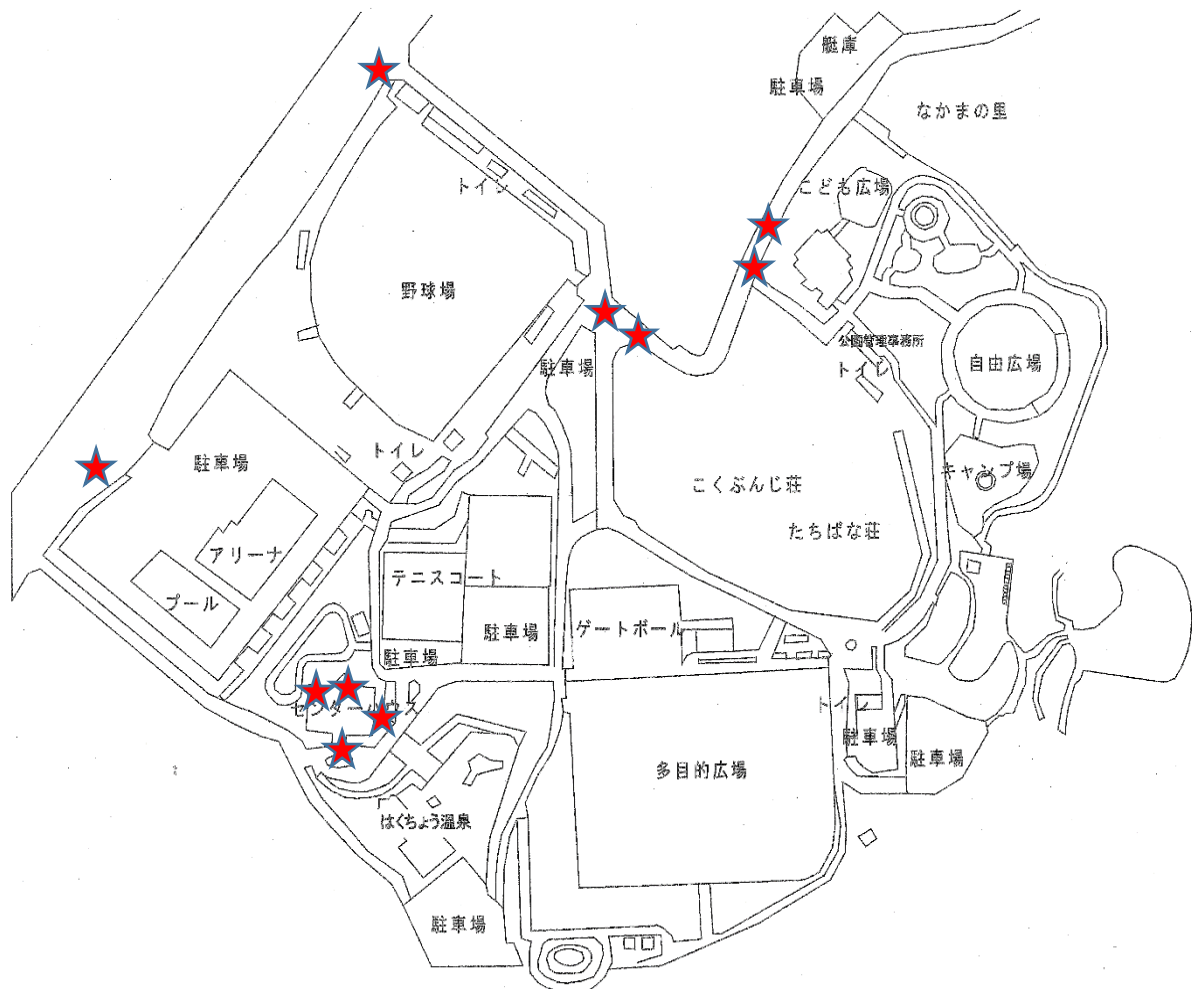 艇庫
駐車場
なかまの里
トイレ
こども広場
野球場
公園管理事務所
駐車場
自由広場
トイレ
トイレ
駐車場
キャンプ場
こくぶんじ荘
たちばな荘
アリーナ
テニスコート
プール
駐車場
ゲートボール
駐車場
センターハウス
トイレ
駐車場
駐車場
多目的広場
はくちょう温泉
駐車場